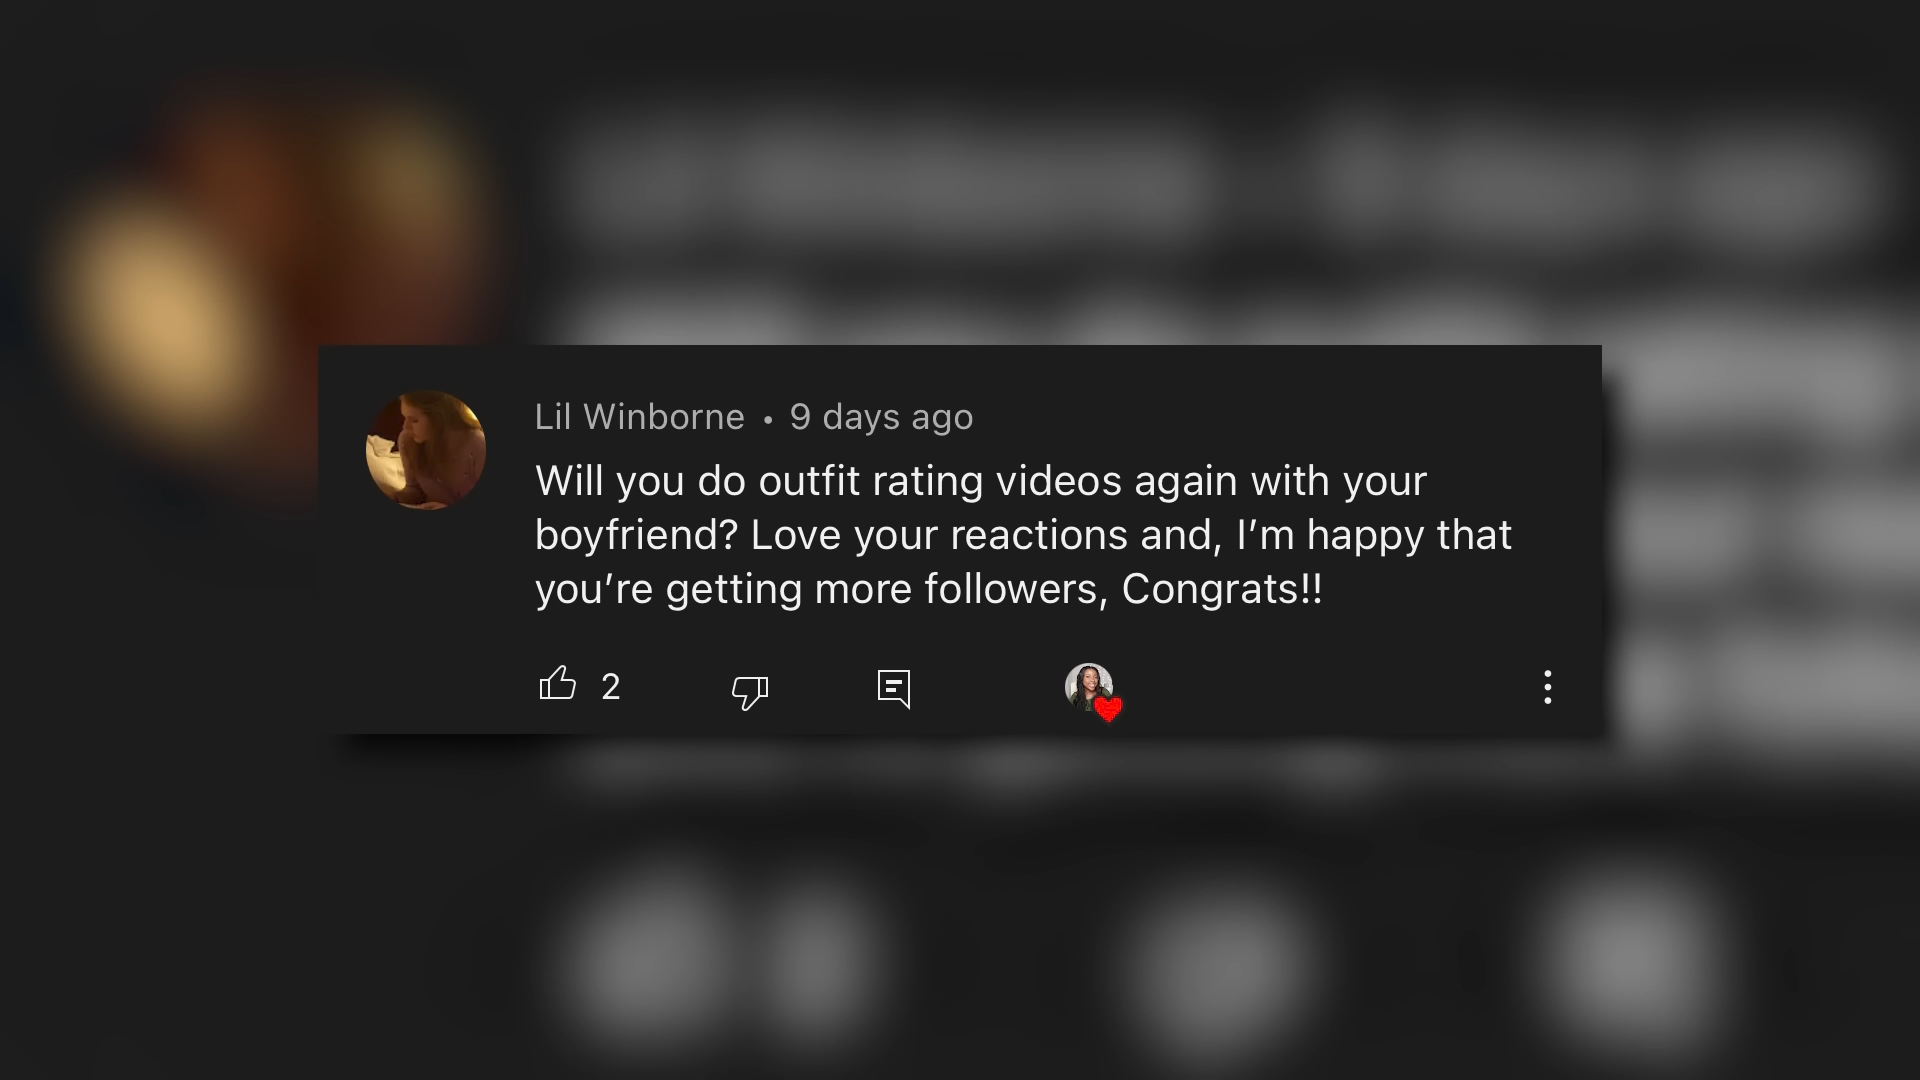 Lil Winborne • 9 days ago
Will you do outfit rating videos again with your
boyfriend? Love your reactions and, I’m happy that
you’re getting more followers, Congrats!!
2